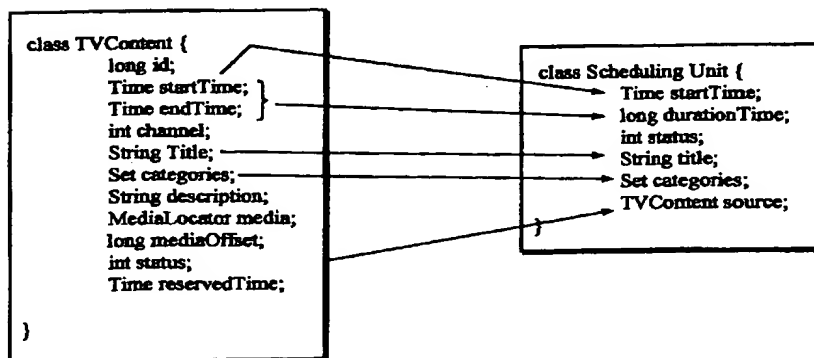 class TVContent {
long id;
Time startTime;
Time endTime;
int channel;
String Title;
Set categories;
String description;
MediaLocator media;
long mediaOffset;
int status;
Time reservedTime;
}
class Scheduling Unit {
Time startTime;
long durationTime;
int status;
String title;
Set categories;
TVContent source;
}